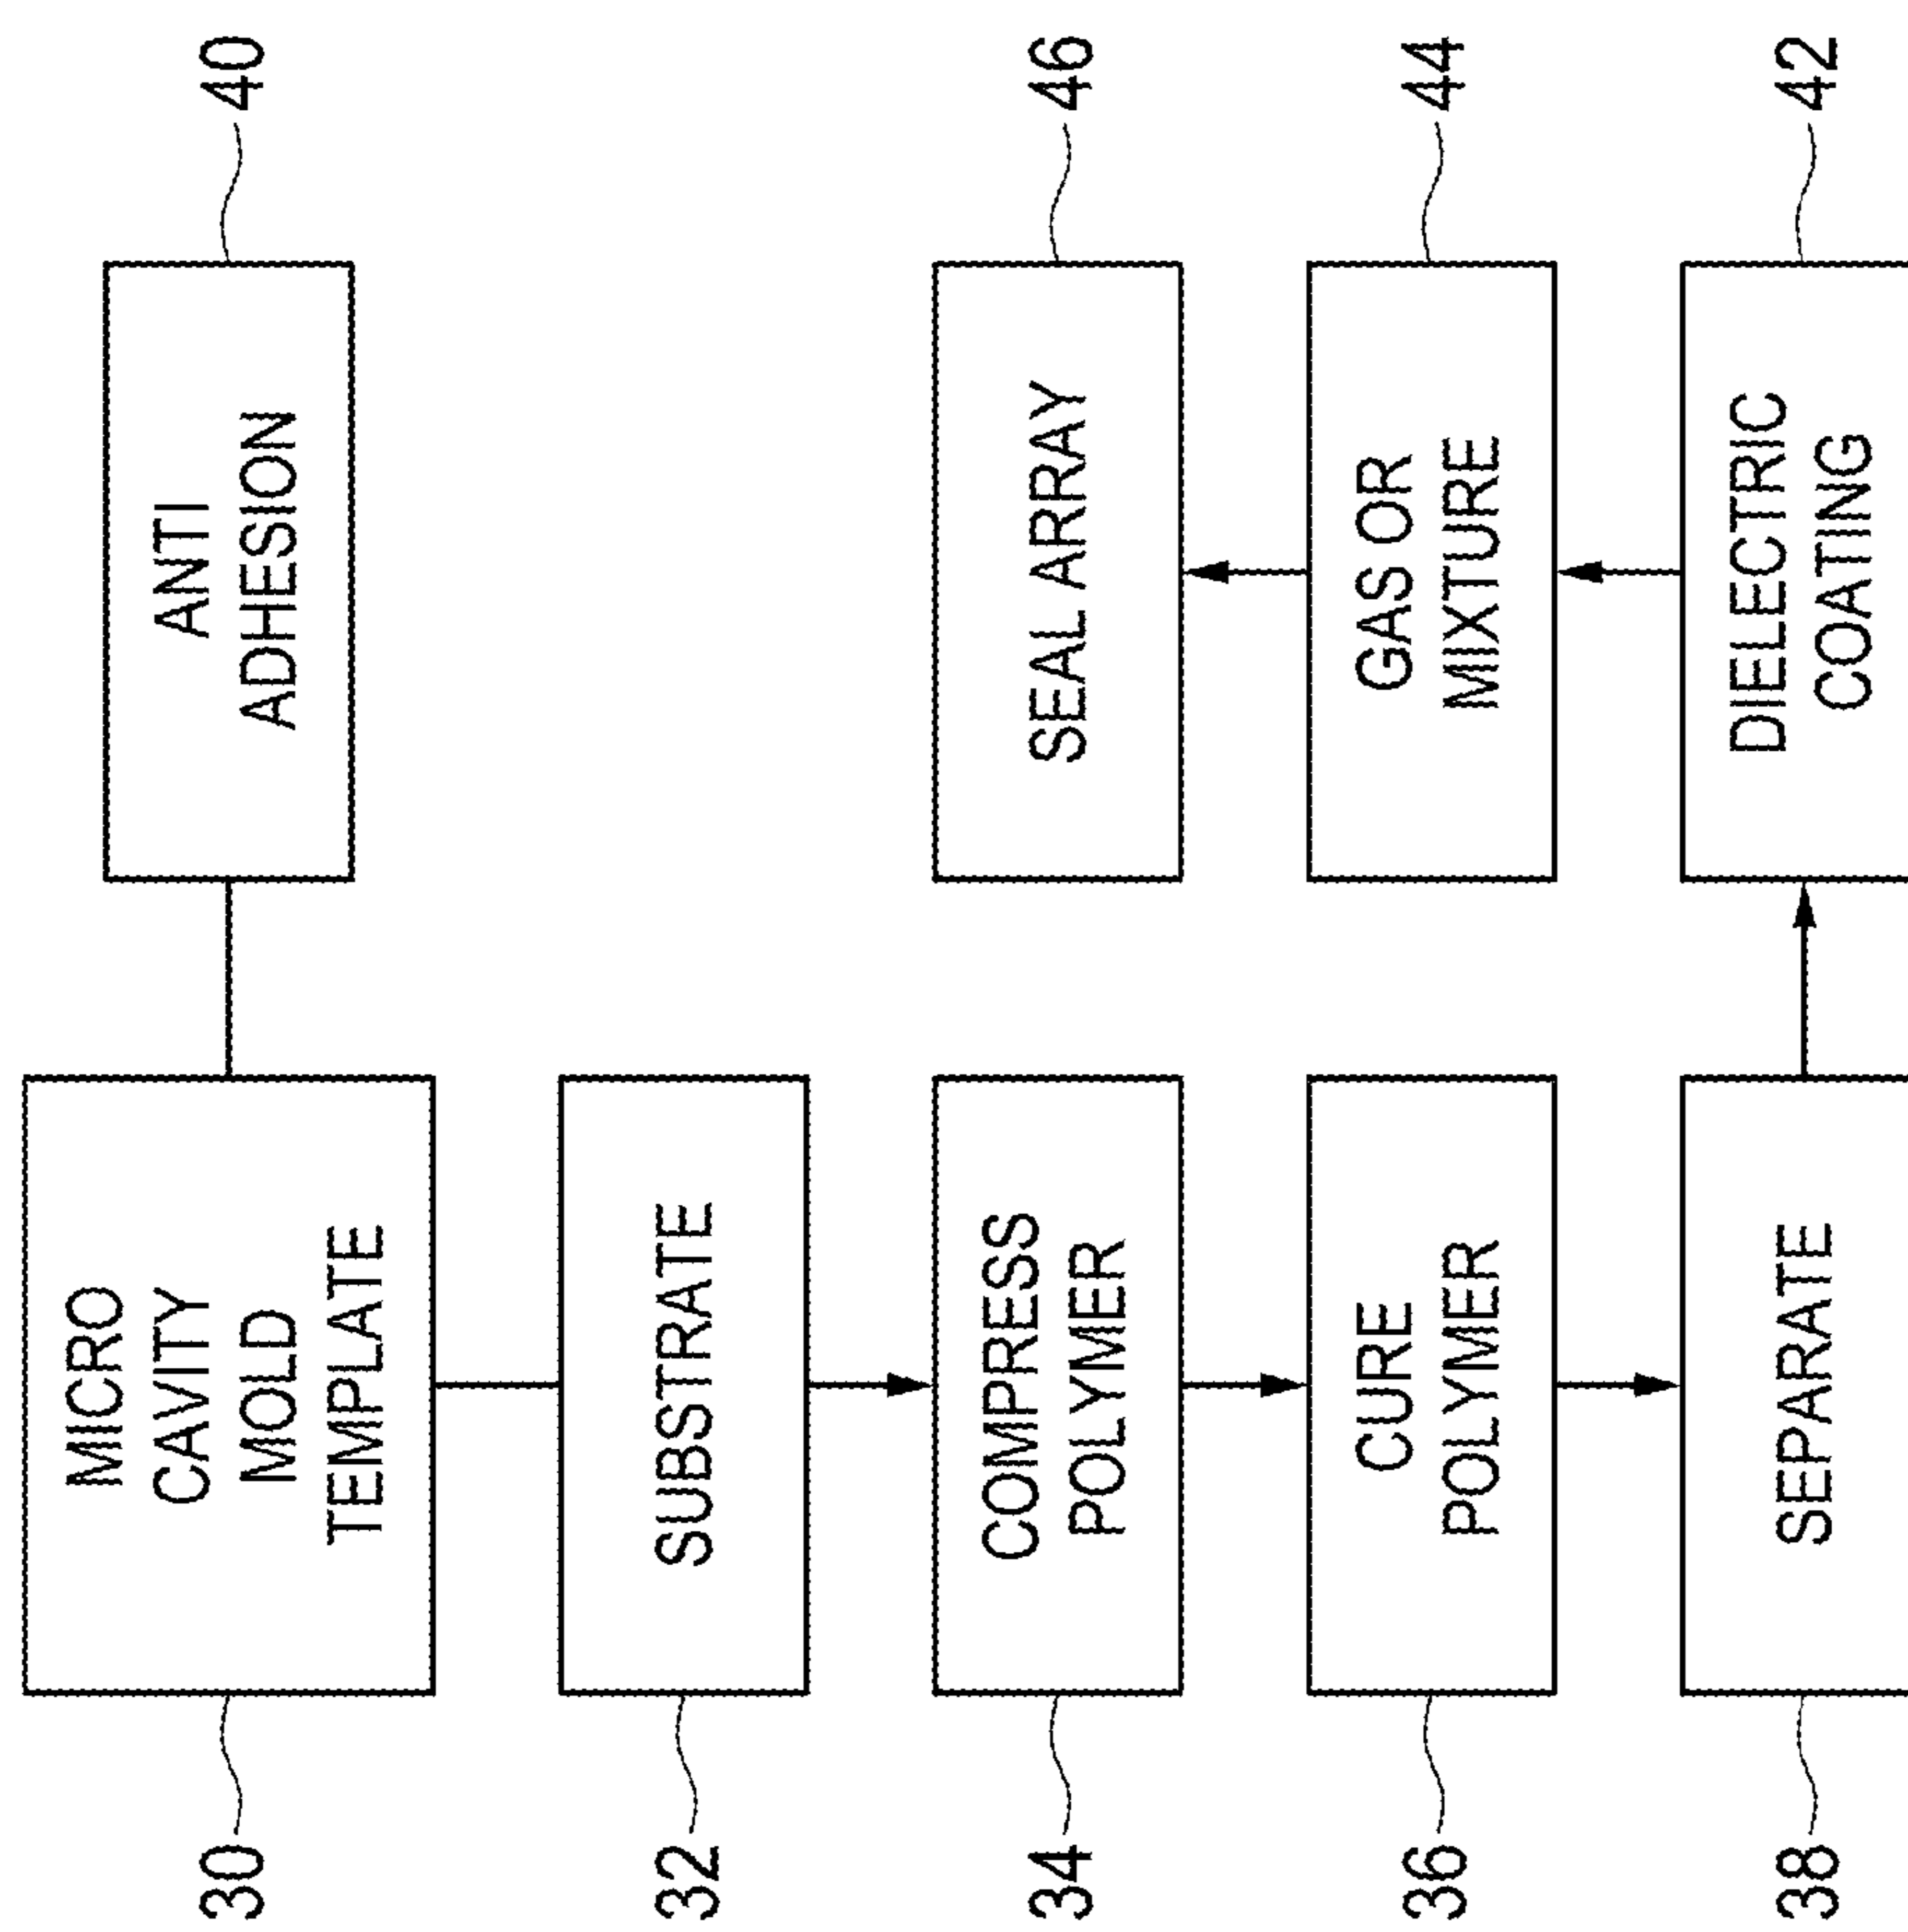 30
MICRO
CAVITY
MOLD
TEMPLATE
ANTI
ADHESION
40
32
SUBSTRATE
34
COMPRESS
POLYMER
SEAL ARRAY
46
36
CURE
POLYMER
GAS OR
MIXTURE
44
38
SEPARATE
DIELECTRIC
COATING
42